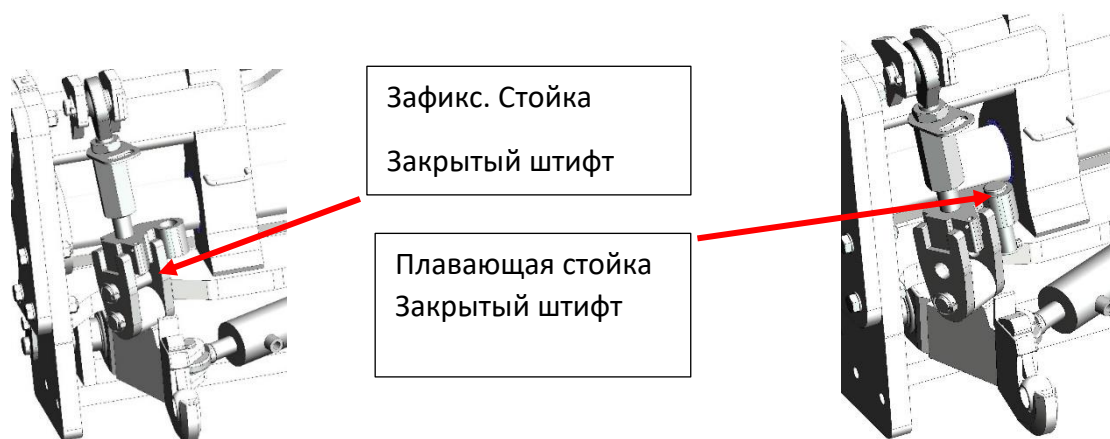 Зафикс. Стойка
Закрытый штифт
Плавающая стойка
Закрытый штифт